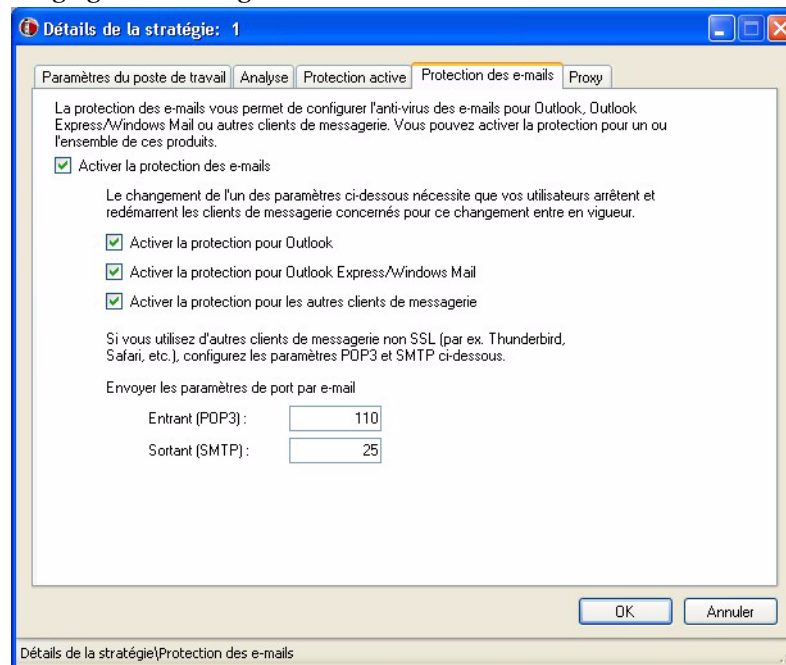 Détails de la stratégie: 1
Paramètres du poste de travail Analyse Protection active Protection des e-mails Proxy
La protection des e-mails vous permet de configurer l'anti-virus des e-mails pour Outlook, Outlook
Express/Windows Mail ou autres clients de messagerie. Vous pouvez activer la protection pour un ou
l'ensemble de ces produits.
Activer la protection des e-mails
Le changement de l'un des paramètres ci-dessous nécessite que vos utilisateurs arrêtent et
redémarrent les clients de messagerie concernés pour ce changement entre en vigueur.
Activer la protection pour Outlook
Activer la protection pour Outlook Express/Windows Mail
Activer la protection pour les autres clients de messagerie
Si vous utilisez d'autres clients de messagerie non SSL (par ex. Thunderbird,
Safari, etc.), configurez les paramètres POP3 et SMTP ci-dessous.
Envoyer les paramètres de port par e-mail
Entrant (POP3) : 110
Sortant (SMTP) : 25
OK Annuler
Détails de la stratégie\Protection des e-mails